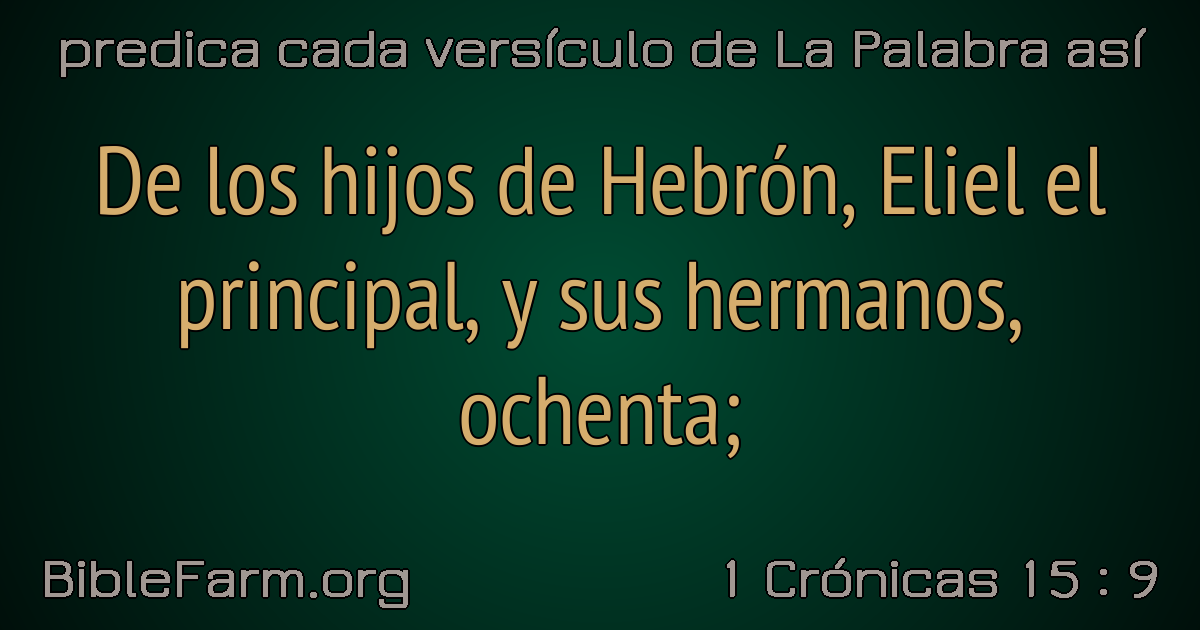 predica cada versículo de La Palabra así
De los hijos de Hebrón, Eliel el
principal, y sus hermanos,
ochenta;
BibleFarm.org
1 Crónicas 15 : 9